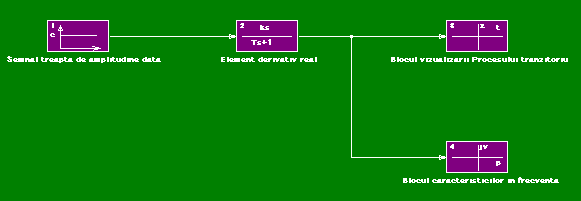 1
c
Semnal treapta de amplitudine data
2
ks
Ts+1
Element derivativ real
3
z
t
Blocul vizualizarii Procesului tranzitoriu
4
jv
p
Blocul caracteristicilor in frecventa